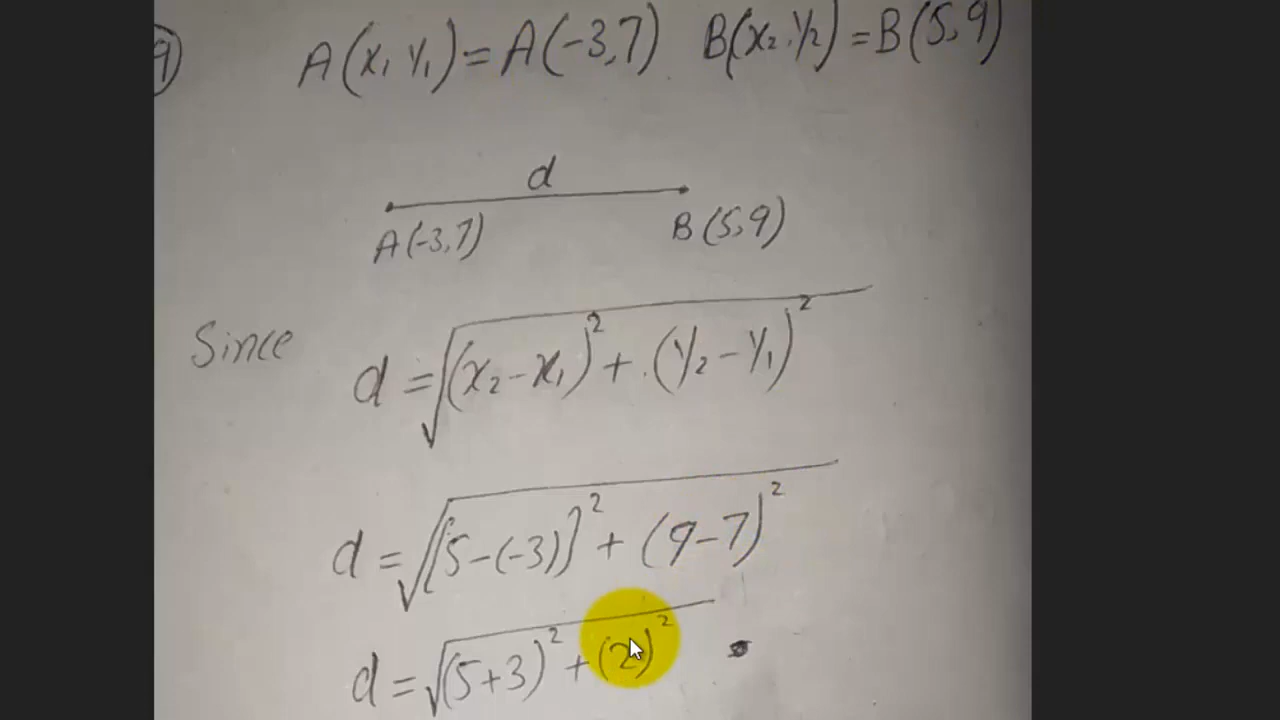 9) A(x₁ y₁) = A(-3,7) B(x₂,y₂) = B(5,9)
d
A(-3,7) B(5,9)
Since
d = √(x₂ - x₁)² + (y₂ - y₁)²
d = √[5-(-3)]² + (9-7)²
d = √(5+3)² + (2)²